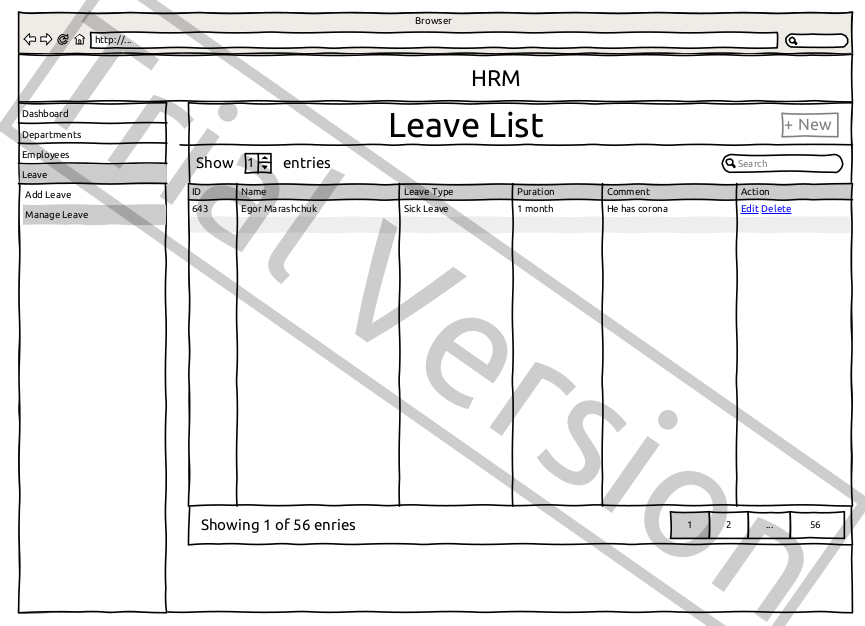 Browser
http://...
HRM
Dashboard
Departments
Employees
Leave
Add Leave
Manage Leave
Leave List
+ New
Show 1 entries
Search
ID Name Leave Type Puration Comment Action
643 Egor Marashchuk Sick Leave 1 month He has corona Edit Delete
Showing 1 of 56 enries
1 2 ... 56
Trial Version